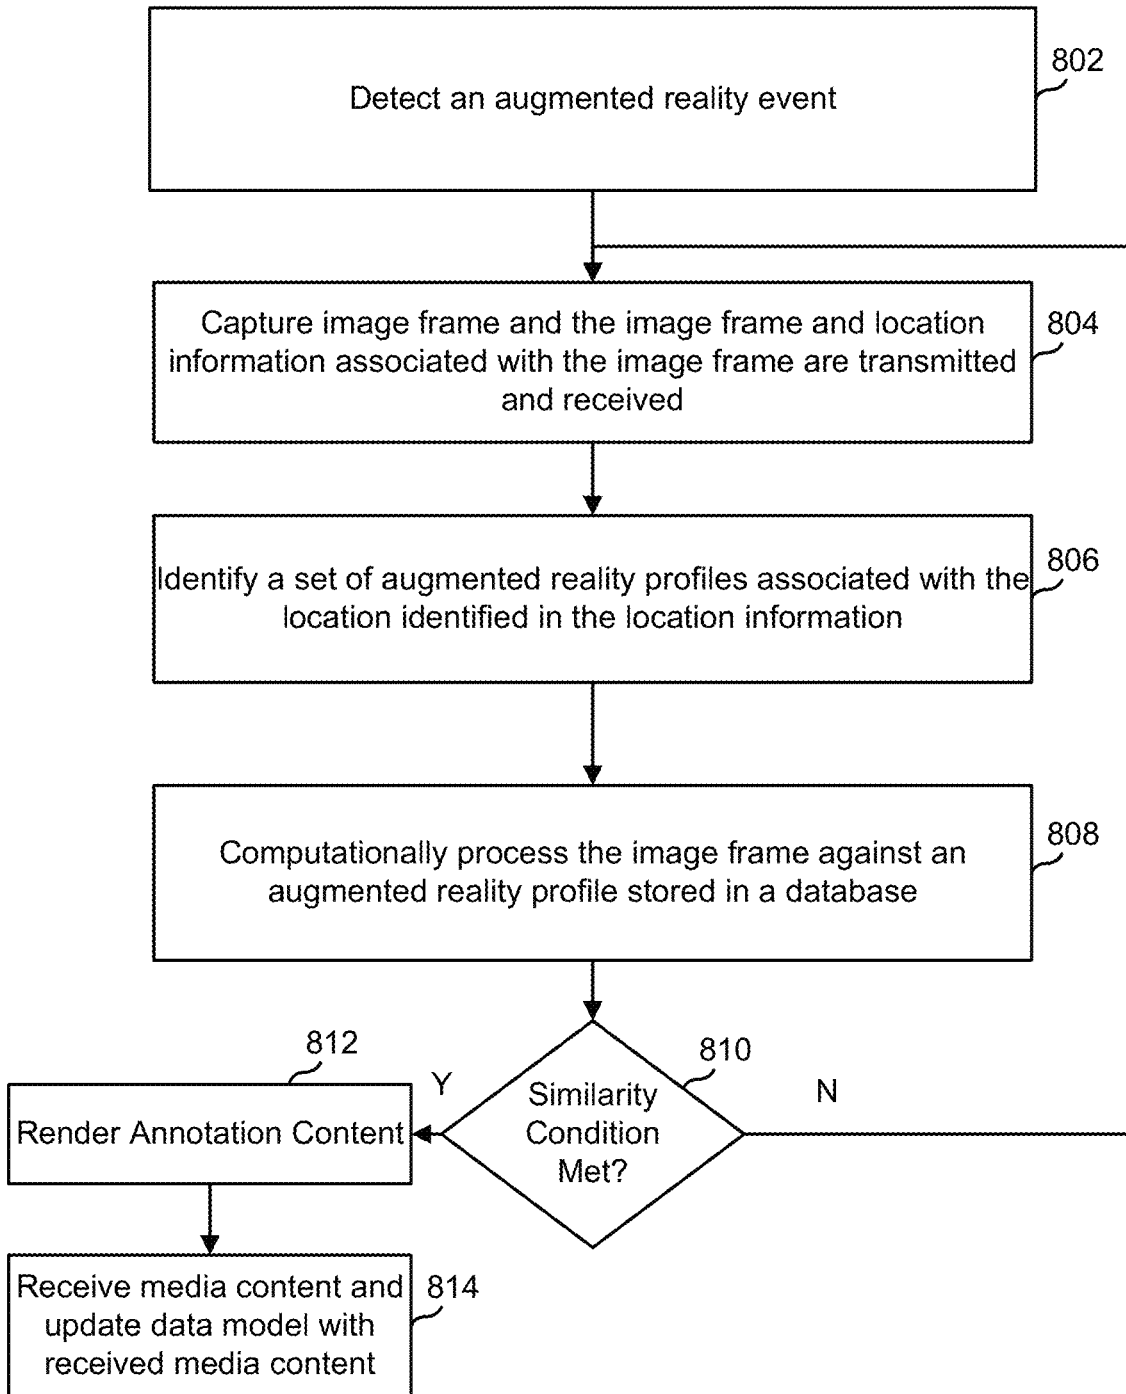 Detect an augmented reality event
802
Capture image frame and the image frame and location
information associated with the image frame are transmitted
and received
804
Identify a set of augmented reality profiles associated with the
location identified in the location information
806
Computationally process the image frame against an
augmented reality profile stored in a database
808
Similarity
Condition
Met?
810
Y
N
812
Render Annotation Content
Receive media content and
update data model with
received media content
814